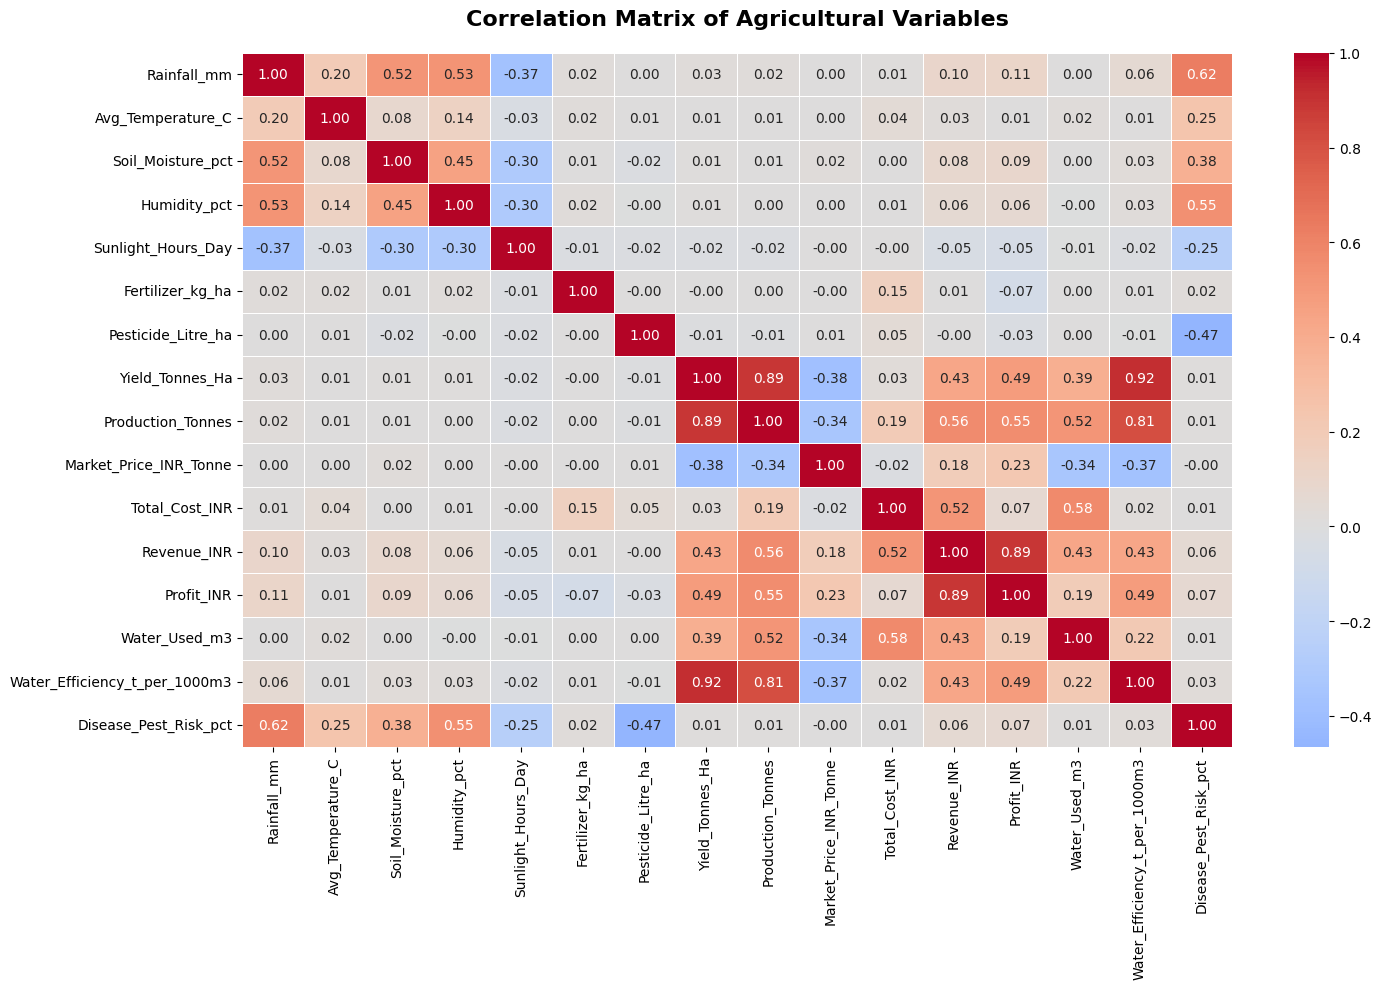 Correlation Matrix of Agricultural Variables
Rainfall_mm 1.00 0.20 0.52 0.53 -0.37 0.02 0.00 0.03 0.02 0.00 0.01 0.10 0.11 0.00 0.06 0.62
Avg_Temperature_C 0.20 1.00 0.08 0.14 -0.03 0.02 0.01 0.01 0.01 0.00 0.04 0.03 0.01 0.02 0.01 0.25
Soil_Moisture_pct 0.52 0.08 1.00 0.45 -0.30 0.01 -0.02 0.01 0.01 0.02 0.00 0.08 0.09 0.00 0.03 0.38
Humidity_pct 0.53 0.14 0.45 1.00 -0.30 0.02 -0.00 0.01 0.00 0.00 0.01 0.06 0.06 -0.00 0.03 0.55
Sunlight_Hours_Day -0.37 -0.03 -0.30 -0.30 1.00 -0.01 -0.02 -0.02 -0.02 -0.00 -0.00 -0.05 -0.05 -0.01 -0.02 -0.25
Fertilizer_kg_ha 0.02 0.02 0.01 0.02 -0.01 1.00 -0.00 -0.00 0.00 -0.00 0.15 0.01 -0.07 0.00 0.01 0.02
Pesticide_Litre_ha 0.00 0.01 -0.02 -0.00 -0.02 -0.00 1.00 -0.01 -0.01 0.01 0.05 -0.00 -0.03 0.00 -0.01 -0.47
Yield_Tonnes_Ha 0.03 0.01 0.01 0.01 -0.02 -0.00 -0.01 1.00 0.89 -0.38 0.03 0.43 0.49 0.39 0.92 0.01
Production_Tonnes 0.02 0.01 0.01 0.00 -0.02 0.00 -0.01 0.89 1.00 -0.34 0.19 0.56 0.55 0.52 0.81 0.01
Market_Price_INR_Tonne 0.00 0.00 0.02 0.00 -0.00 -0.00 0.01 -0.38 -0.34 1.00 -0.02 0.18 0.23 -0.34 -0.37 -0.00
Total_Cost_INR 0.01 0.04 0.00 0.01 -0.00 0.15 0.05 0.03 0.19 -0.02 1.00 0.52 0.07 0.58 0.02 0.01
Revenue_INR 0.10 0.03 0.08 0.06 -0.05 0.01 -0.00 0.43 0.56 0.18 0.52 1.00 0.89 0.43 0.43 0.06
Profit_INR 0.11 0.01 0.09 0.06 -0.05 -0.07 -0.03 0.49 0.55 0.23 0.07 0.89 1.00 0.19 0.49 0.07
Water_Used_m3 0.00 0.02 0.00 -0.00 -0.01 0.00 0.00 0.39 0.52 -0.34 0.58 0.43 0.19 1.00 0.22 0.01
Water_Efficiency_t_per_1000m3 0.06 0.01 0.03 0.03 -0.02 0.01 -0.01 0.92 0.81 -0.37 0.02 0.43 0.49 0.22 1.00 0.03
Disease_Pest_Risk_pct 0.62 0.25 0.38 0.55 -0.25 0.02 -0.47 0.01 0.01 -0.00 0.01 0.06 0.07 0.01 0.03 1.00
Rainfall_mm
Avg_Temperature_C
Soil_Moisture_pct
Humidity_pct
Sunlight_Hours_Day
Fertilizer_kg_ha
Pesticide_Litre_ha
Yield_Tonnes_Ha
Production_Tonnes
Market_Price_INR_Tonne
Total_Cost_INR
Revenue_INR
Profit_INR
Water_Used_m3
Water_Efficiency_t_per_1000m3
Disease_Pest_Risk_pct
1.0
0.8
0.6
0.4
0.2
0.0
−0.2
−0.4